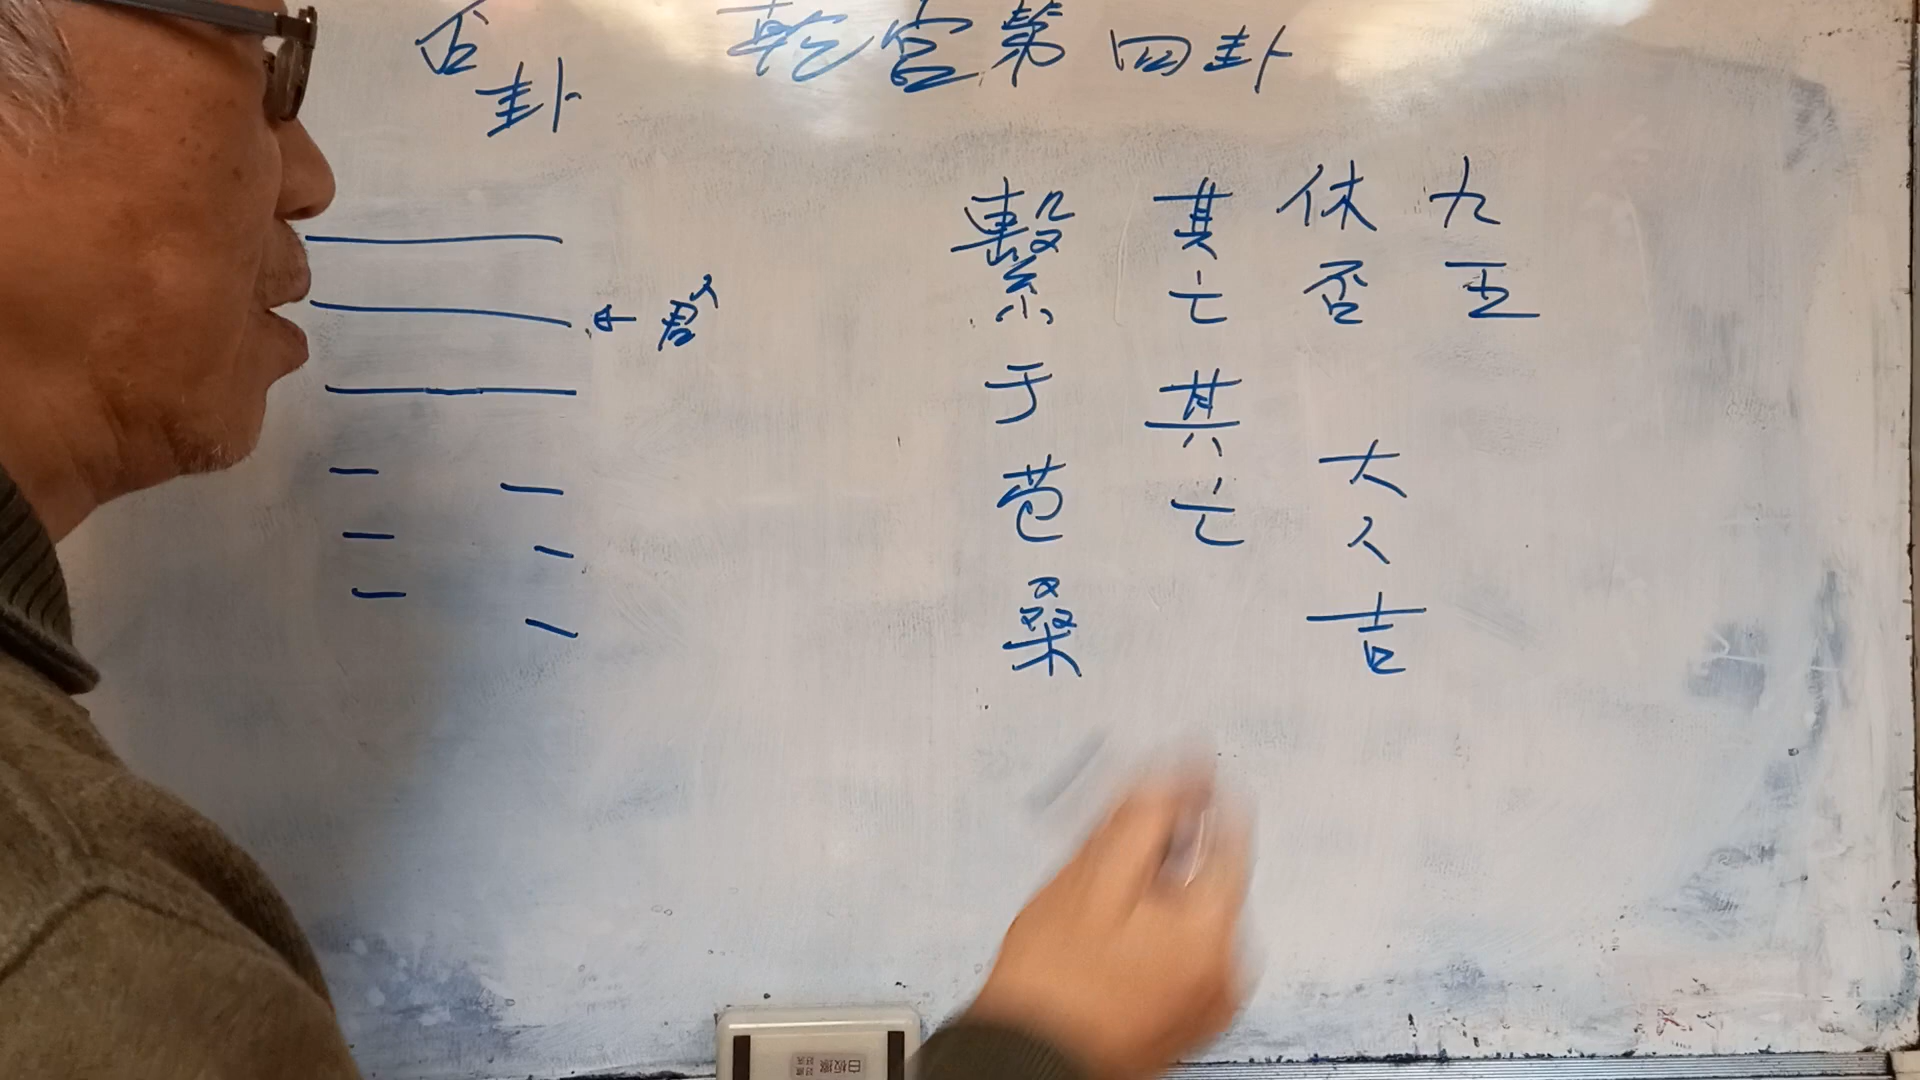 否卦
乾宮第四卦
九五
休否 大人吉
其亡其亡
繫于苞桑